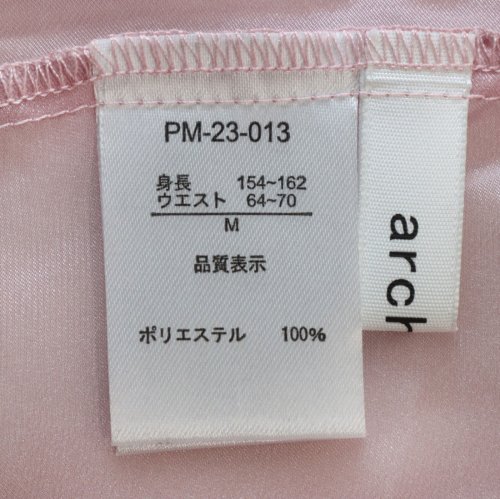 PM-23-013
身長 154~162
ウエスト 64~70
M
品質表示
ポリエステル 100%